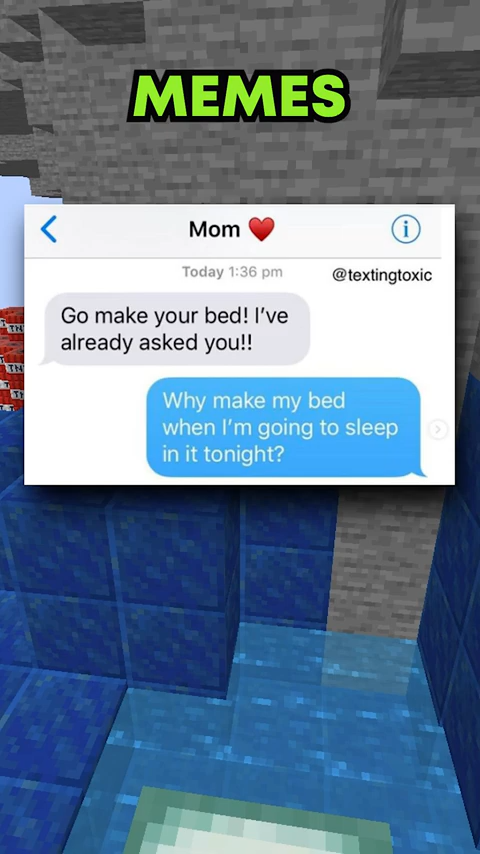 MEMES
Mom ❤️
Today 1:36 pm
@textingtoxic
Go make your bed! I've
already asked you!!
Why make my bed
when I'm going to sleep
in it tonight?
TNT